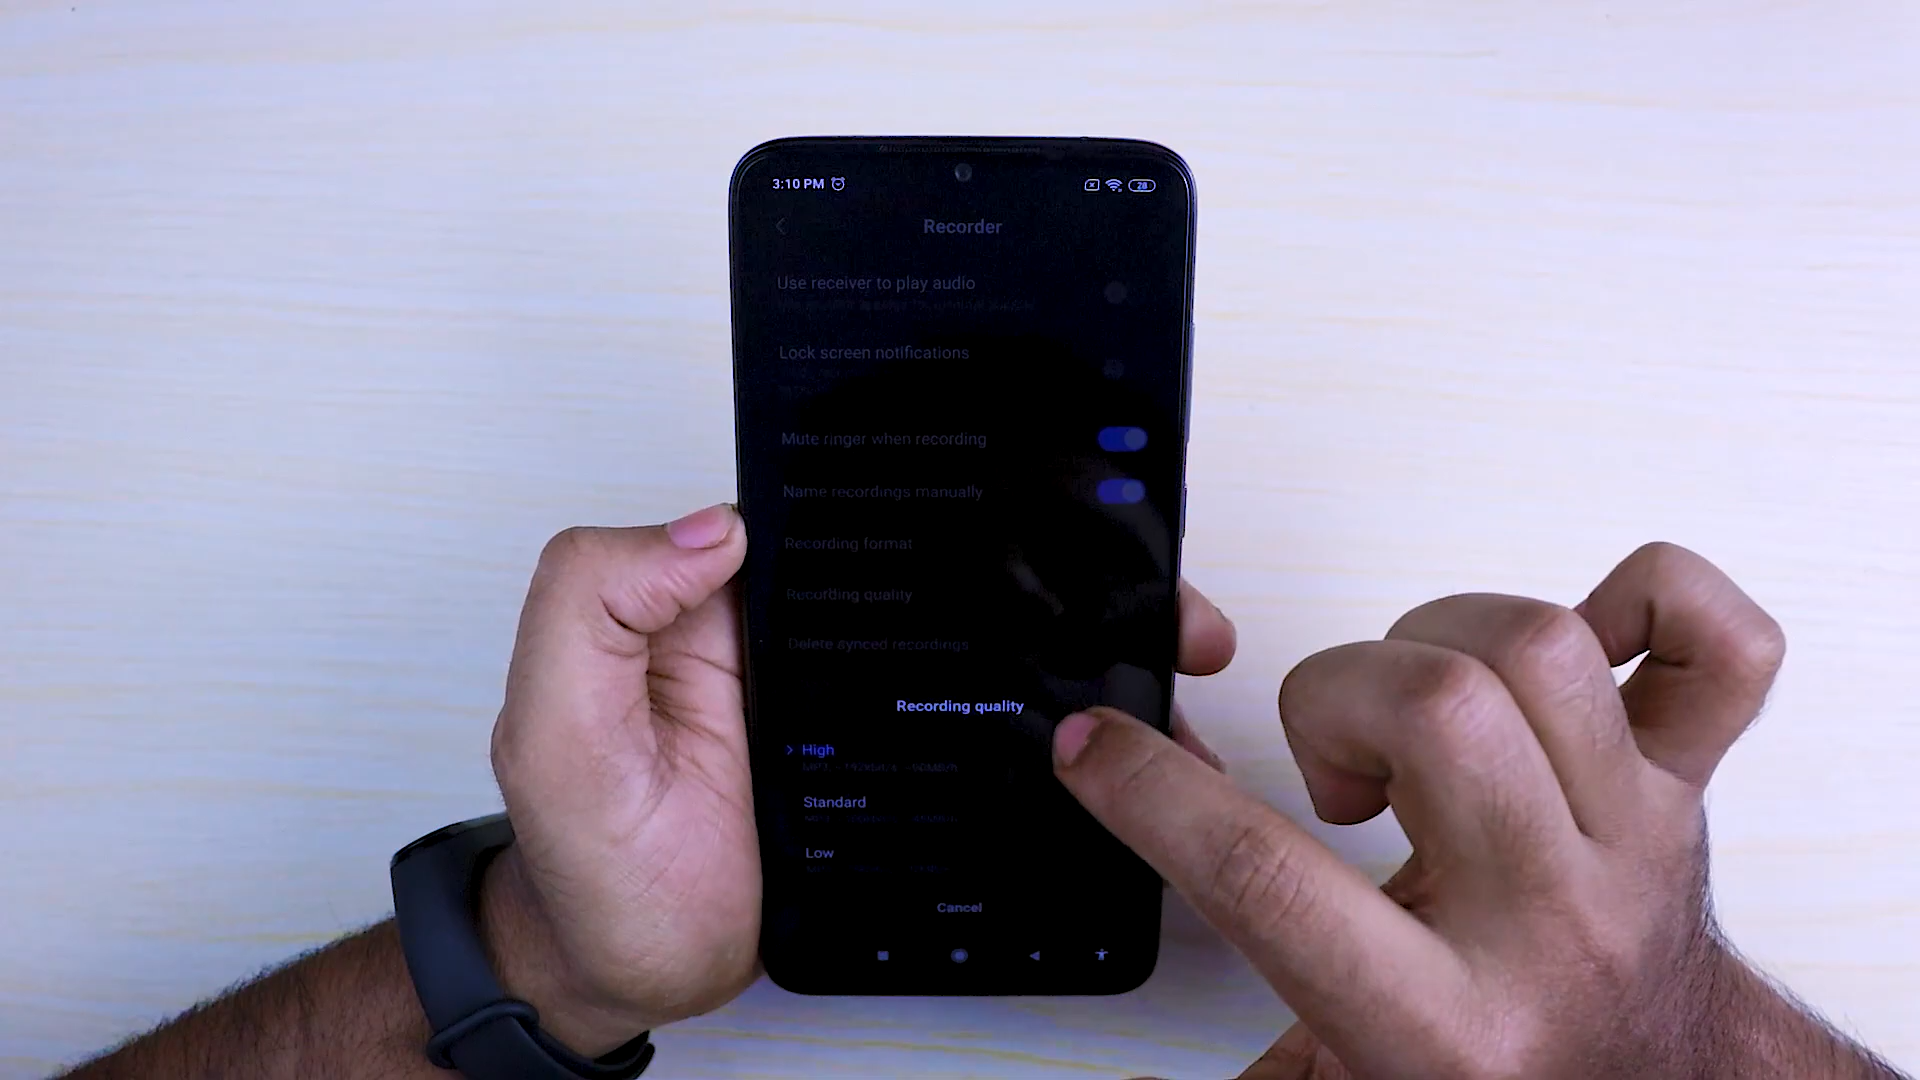 3:10 PM
28
Recorder
Use receiver to play audio
Lock screen notifications
Mute ringer when recording
Name recordings manually
Recording format
Recording quality
Delete synced recordings
Recording quality
High
Standard
Low
Cancel